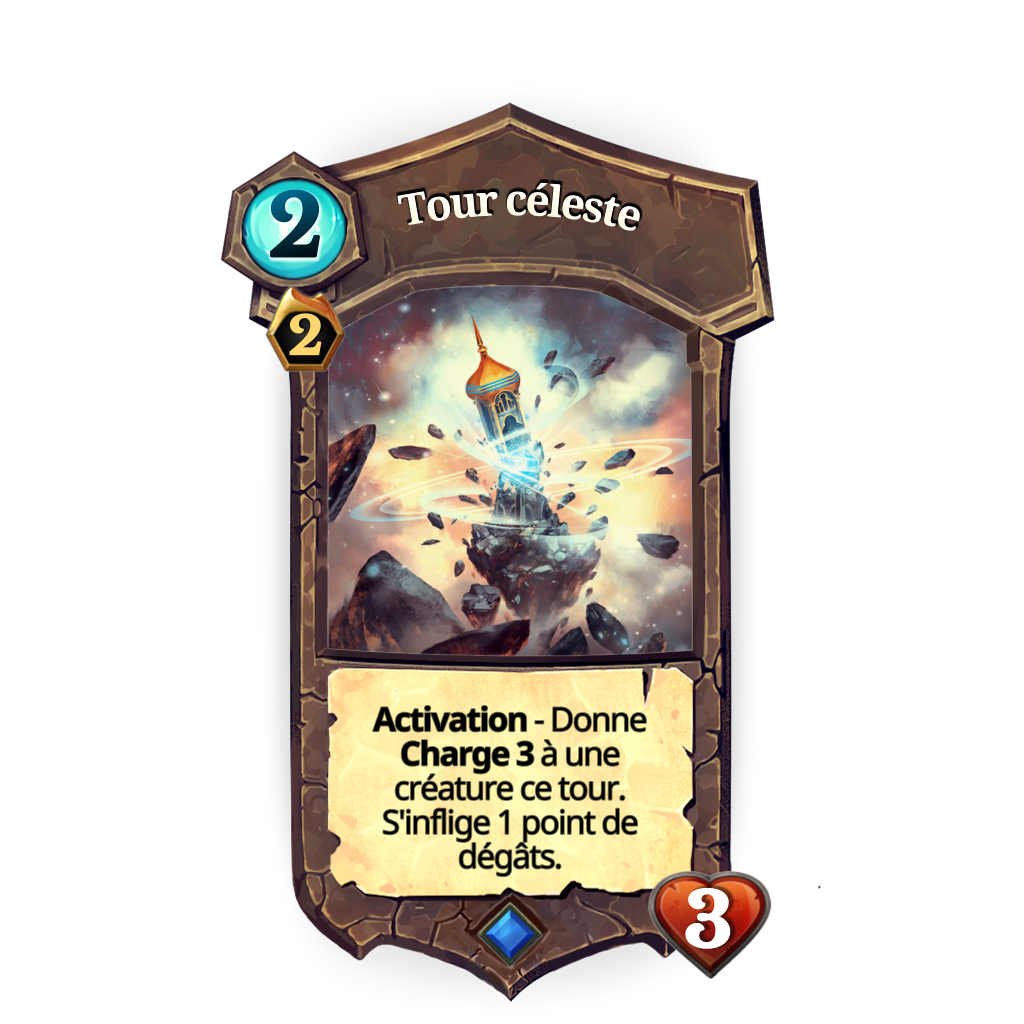 Tour céleste
2
2
Activation - Donne
Charge 3 à une
créature ce tour.
S'inflige 1 point de
dégâts.
3